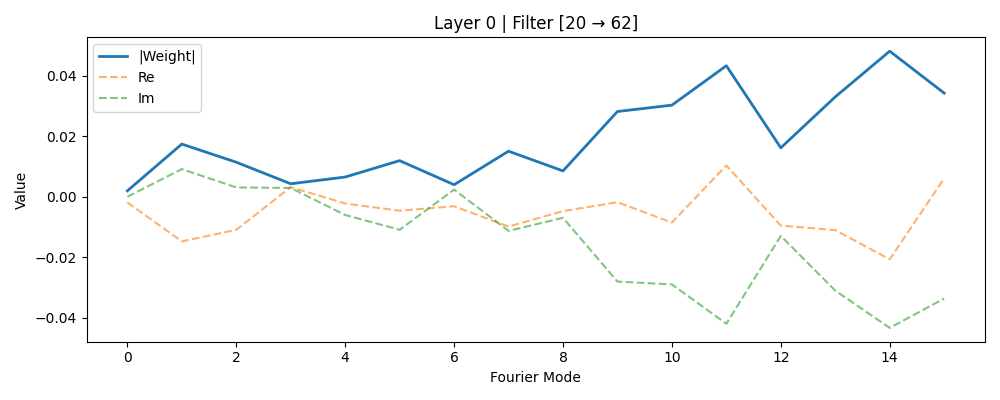 Layer 0 | Filter [20 → 62]
|Weight|
Re
Im
0.04
0.02
0.00
−0.02
−0.04
Value
0 2 4 6 8 10 12 14
Fourier Mode